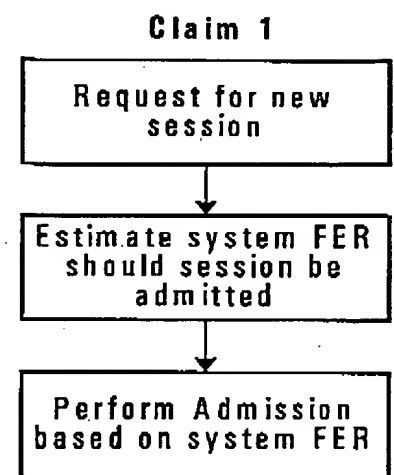 Claim 1
Request for new
session
Estimate system FER
should session be
admitted
Perform Admission
based on system FER